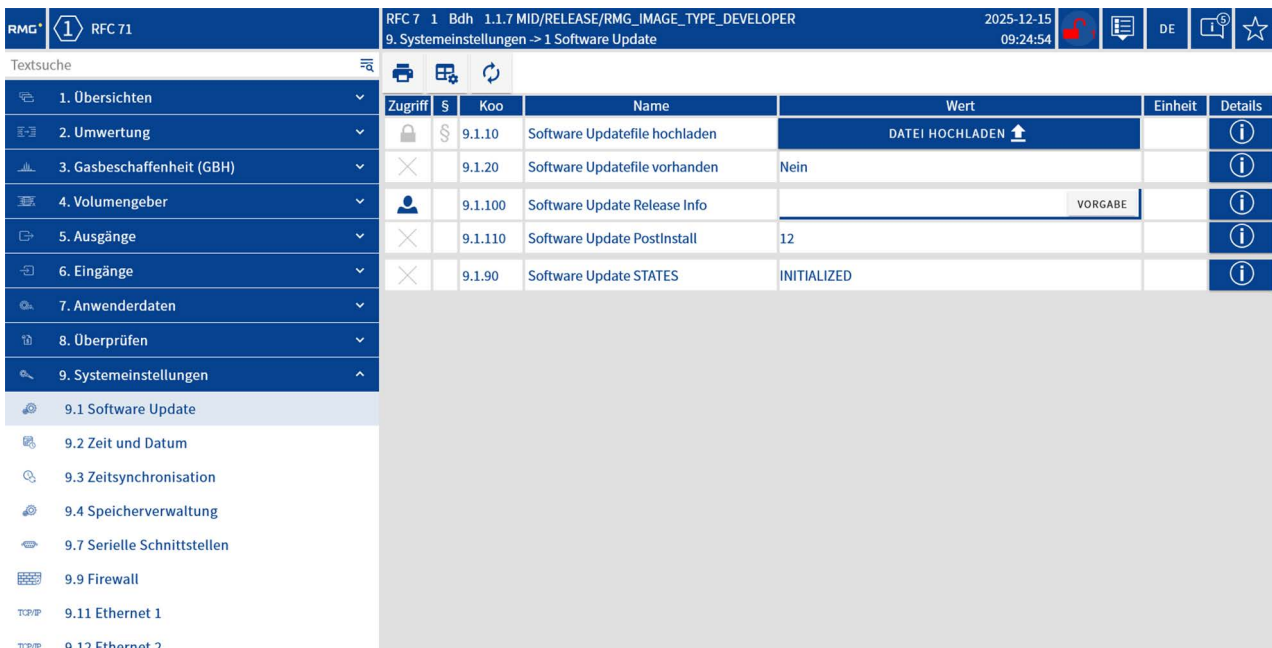 RMG
1
RFC 71
RFC 7 1 Bdh 1.1.7 MID/RELEASE/RMG_IMAGE_TYPE_DEVELOPER
9. Systemeinstellungen -> 1 Software Update
2025-12-15
09:24:54
DE
5
Textsuche
1. Übersichten
2. Umwertung
3. Gasbeschaffenheit (GBH)
4. Volumengeber
5. Ausgänge
6. Eingänge
7. Anwenderdaten
8. Überprüfen
9. Systemeinstellungen
9.1 Software Update
9.2 Zeit und Datum
9.3 Zeitsynchronisation
9.4 Speicherverwaltung
9.7 Serielle Schnittstellen
9.9 Firewall
TCP/IP 9.11 Ethernet 1
TCP/IP 9.12 Ethernet 2
Zugriff § Koo Name Wert Einheit Details
§ 9.1.10 Software Updatefile hochladen DATEI HOCHLADEN
9.1.20 Software Updatefile vorhanden Nein
9.1.100 Software Update Release Info VORGABE
9.1.110 Software Update PostInstall 12
9.1.90 Software Update STATES INITIALIZED